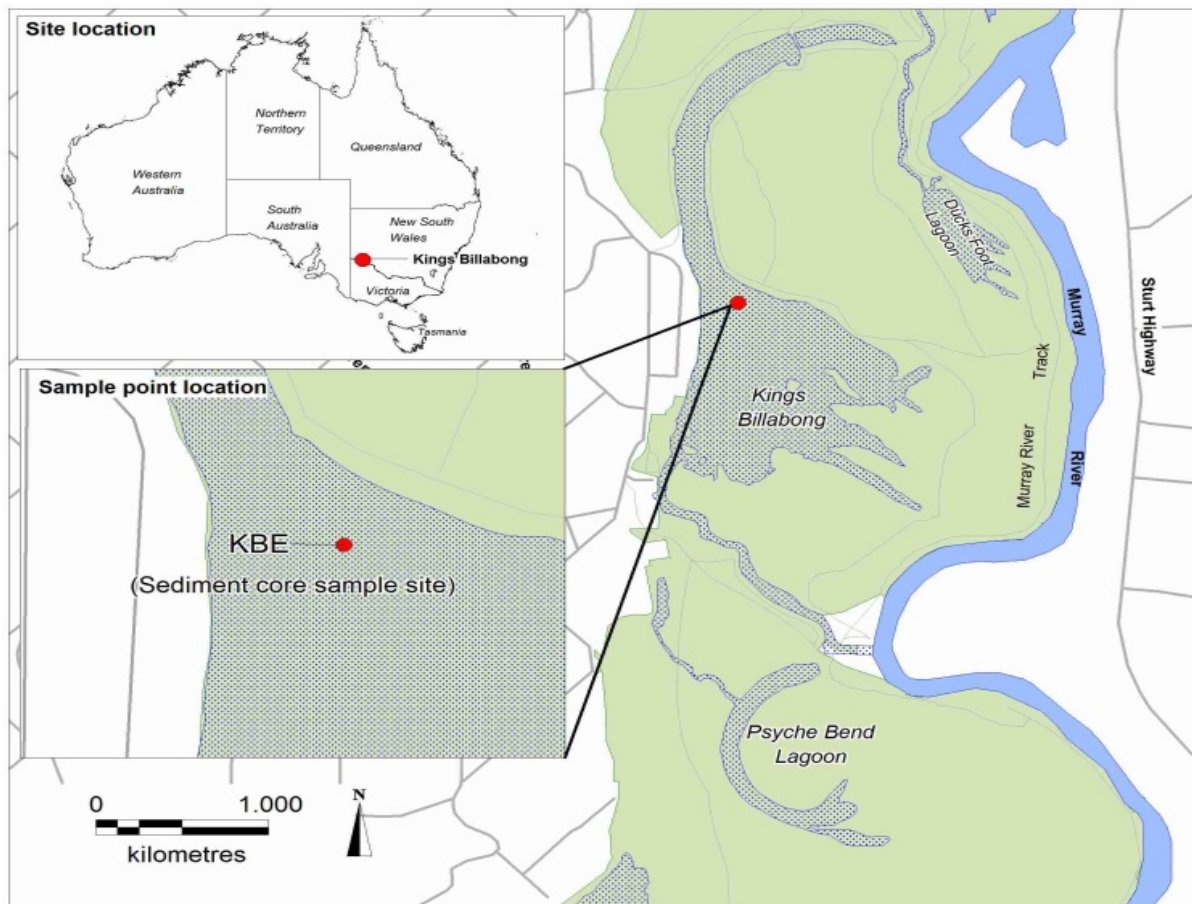 Site location
Northern
Territory
Queensland
Western
Australia
South
Australia
New South
Wales
Kings Billabong
Victoria
Tasmania
Sample point location
KBE
(Sediment core sample site)
0 1.000
kilometres
N
Ducks Foot
Lagoon
Murray
Sturt Highway
Track
Kings
Billabong
Murray River
River
Psyche Bend
Lagoon